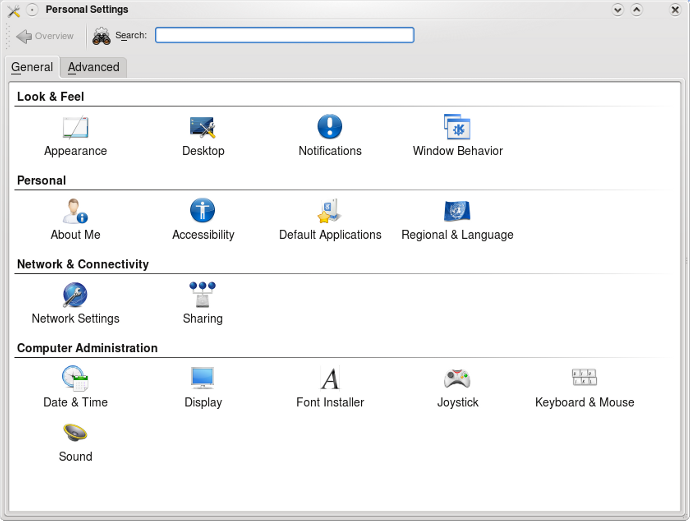 Personal Settings
Overview Search:
General Advanced
Look & Feel
Appearance Desktop Notifications Window Behavior
Personal
About Me Accessibility Default Applications Regional & Language
Network & Connectivity
Network Settings Sharing
Computer Administration
Date & Time Display Font Installer Joystick Keyboard & Mouse
Sound